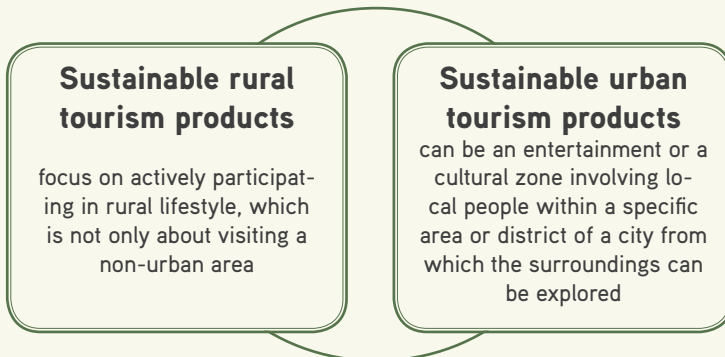 Sustainable rural
tourism products
focus on actively participat-
ing in rural lifestyle, which
is not only about visiting a
non-urban area
Sustainable urban
tourism products
can be an entertainment or a
cultural zone involving lo-
cal people within a specific
area or district of a city from
which the surroundings can
be explored